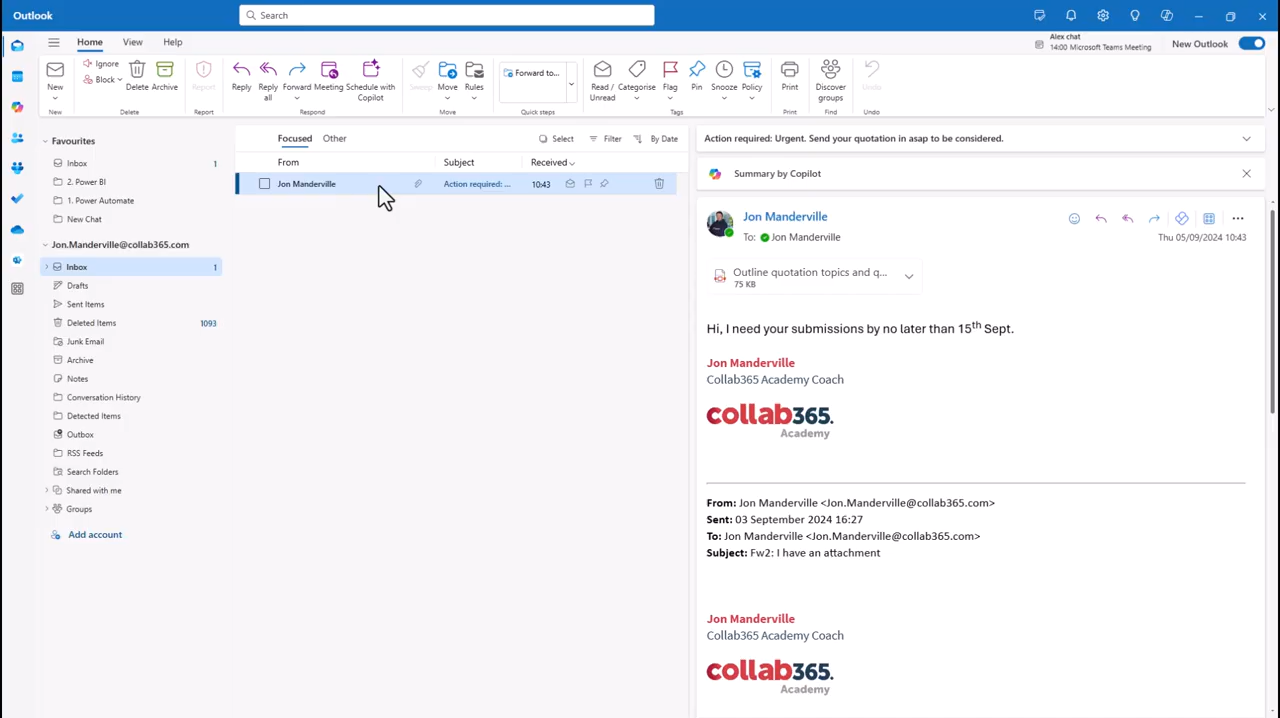 Outlook
Search
Home View Help
Alex chat
14:00 Microsoft Teams Meeting
New Outlook
New
Ignore
Block
Delete
Archive
Report
Reply
Reply all
Forward
Meeting
Schedule with Copilot
Sweep
Move
Rules
Forward to...
Read / Unread
Categorise
Flag
Pin
Snooze
Policy
Print
Discover groups
Undo
New
Delete
Report
Respond
Move
Quick steps
Tags
Print
Find
Undo
Favourites
Inbox 1
2. Power BI
1. Power Automate
New Chat
Jon.Manderville@collab365.com
Inbox 1
Drafts
Sent Items
Deleted Items 1093
Junk Email
Archive
Notes
Conversation History
Detected Items
Outbox
RSS Feeds
Search Folders
Shared with me
Groups
Add account
Focused Other
Select
Filter
By Date
From Subject Received
Jon Manderville Action required: ... 10:43
Action required: Urgent. Send your quotation in asap to be considered.
Summary by Copilot
Jon Manderville
To: Jon Manderville
Thu 05/09/2024 10:43
Outline quotation topics and q...
75 KB
Hi, I need your submissions by no later than 15th Sept.
Jon Manderville
Collab365 Academy Coach
collab365.
Academy
From: Jon Manderville <Jon.Manderville@collab365.com>
Sent: 03 September 2024 16:27
To: Jon Manderville <Jon.Manderville@collab365.com>
Subject: Fw2: I have an attachment
Jon Manderville
Collab365 Academy Coach
collab365.
Academy